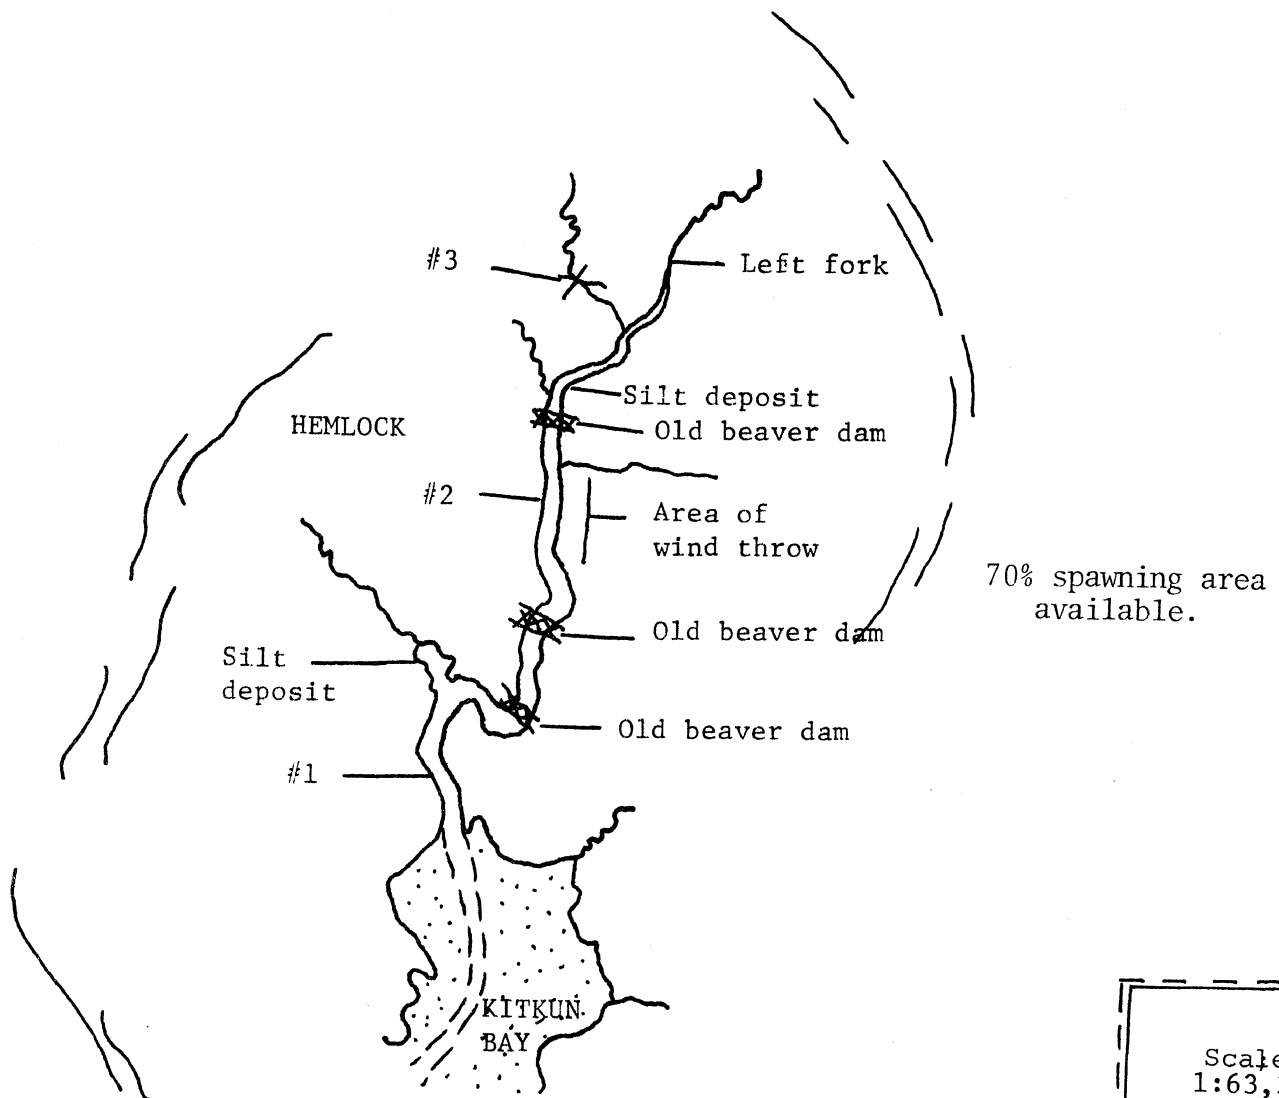 #3
Left fork
Silt deposit
HEMLOCK
Old beaver dam
#2
Area of
wind throw
70% spawning area
available.
Old beaver dam
Silt
deposit
Old beaver dam
#1
KITKUN
BAY
Scale